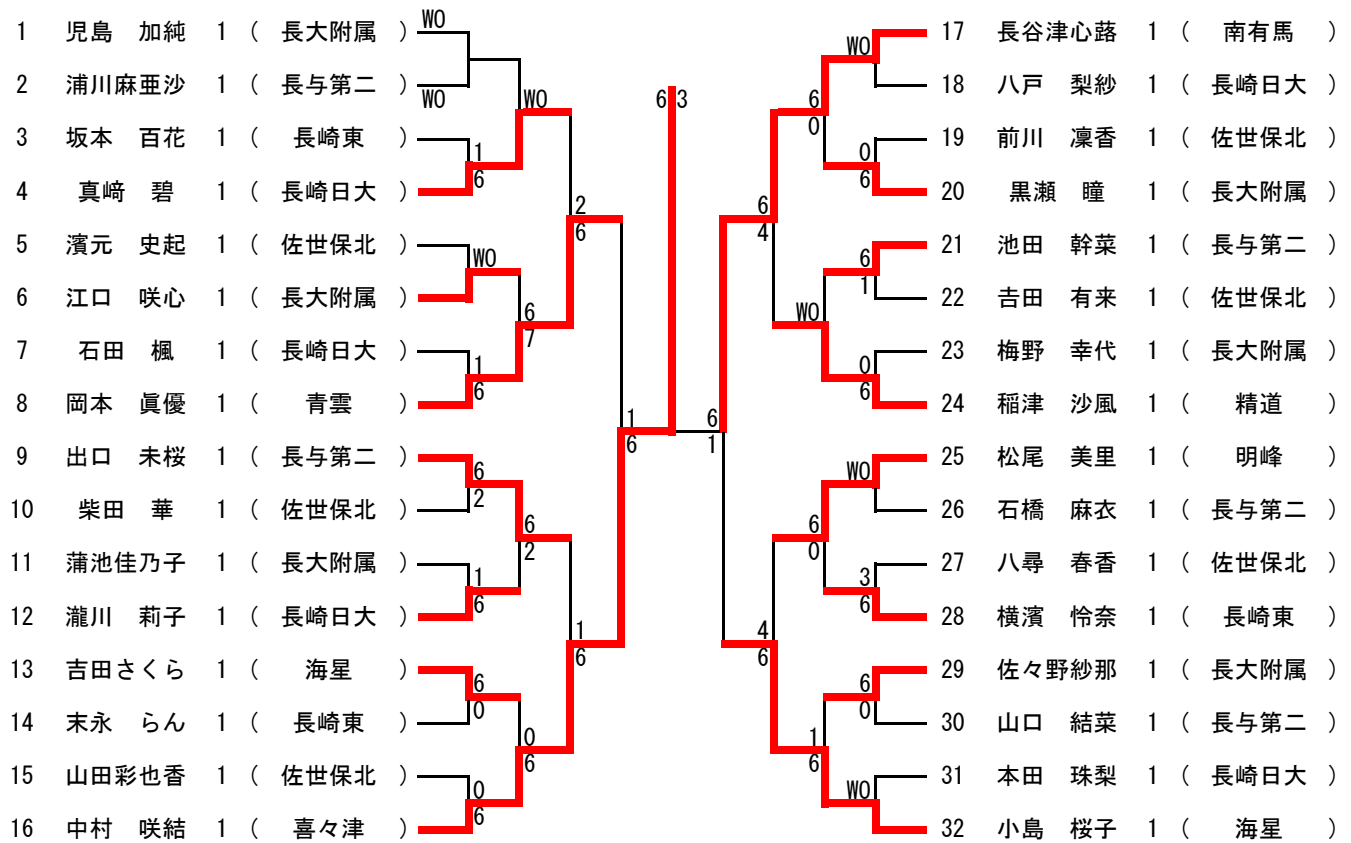 1 児島 加純 1 ( 長大附属 ) WO
2 浦川麻亜沙 1 ( 長与第二 ) WO
WO
3 坂本 百花 1 ( 長崎東 )
1
6
4 真﨑 碧 1 ( 長崎日大 )
2
6
5 濱元 史起 1 ( 佐世保北 )
WO
6 江口 咲心 1 ( 長大附属 )
6
7
7 石田 楓 1 ( 長崎日大 )
1
6
8 岡本 眞優 1 ( 青雲 )
1
6
9 出口 未桜 1 ( 長与第二 )
6
2
10 柴田 華 1 ( 佐世保北 )
6
2
11 蒲池佳乃子 1 ( 長大附属 )
1
6
12 瀧川 莉子 1 ( 長崎日大 )
1
6
13 吉田さくら 1 ( 海星 )
6
0
14 末永 らん 1 ( 長崎東 )
0
6
15 山田彩也香 1 ( 佐世保北 )
0
6
16 中村 咲結 1 ( 喜々津 )
6 3
17 長谷津心蕗 1 ( 南有馬 )
WO
18 八戸 梨紗 1 ( 長崎日大 )
6
0
19 前川 凜香 1 ( 佐世保北 )
0
6
20 黒瀬 瞳 1 ( 長大附属 )
6
4
21 池田 幹菜 1 ( 長与第二 )
6
1
22 𠮷田 有来 1 ( 佐世保北 )
WO
23 梅野 幸代 1 ( 長大附属 )
0
6
24 稲津 沙風 1 ( 精道 )
6
1
25 松尾 美里 1 ( 明峰 )
WO
26 石橋 麻衣 1 ( 長与第二 )
6
0
27 八尋 春香 1 ( 佐世保北 )
3
6
28 横濱 怜奈 1 ( 長崎東 )
4
6
29 佐々野紗那 1 ( 長大附属 )
6
0
30 山口 結菜 1 ( 長与第二 )
1
6
31 本田 珠梨 1 ( 長崎日大 )
WO
32 小島 桜子 1 ( 海星 )